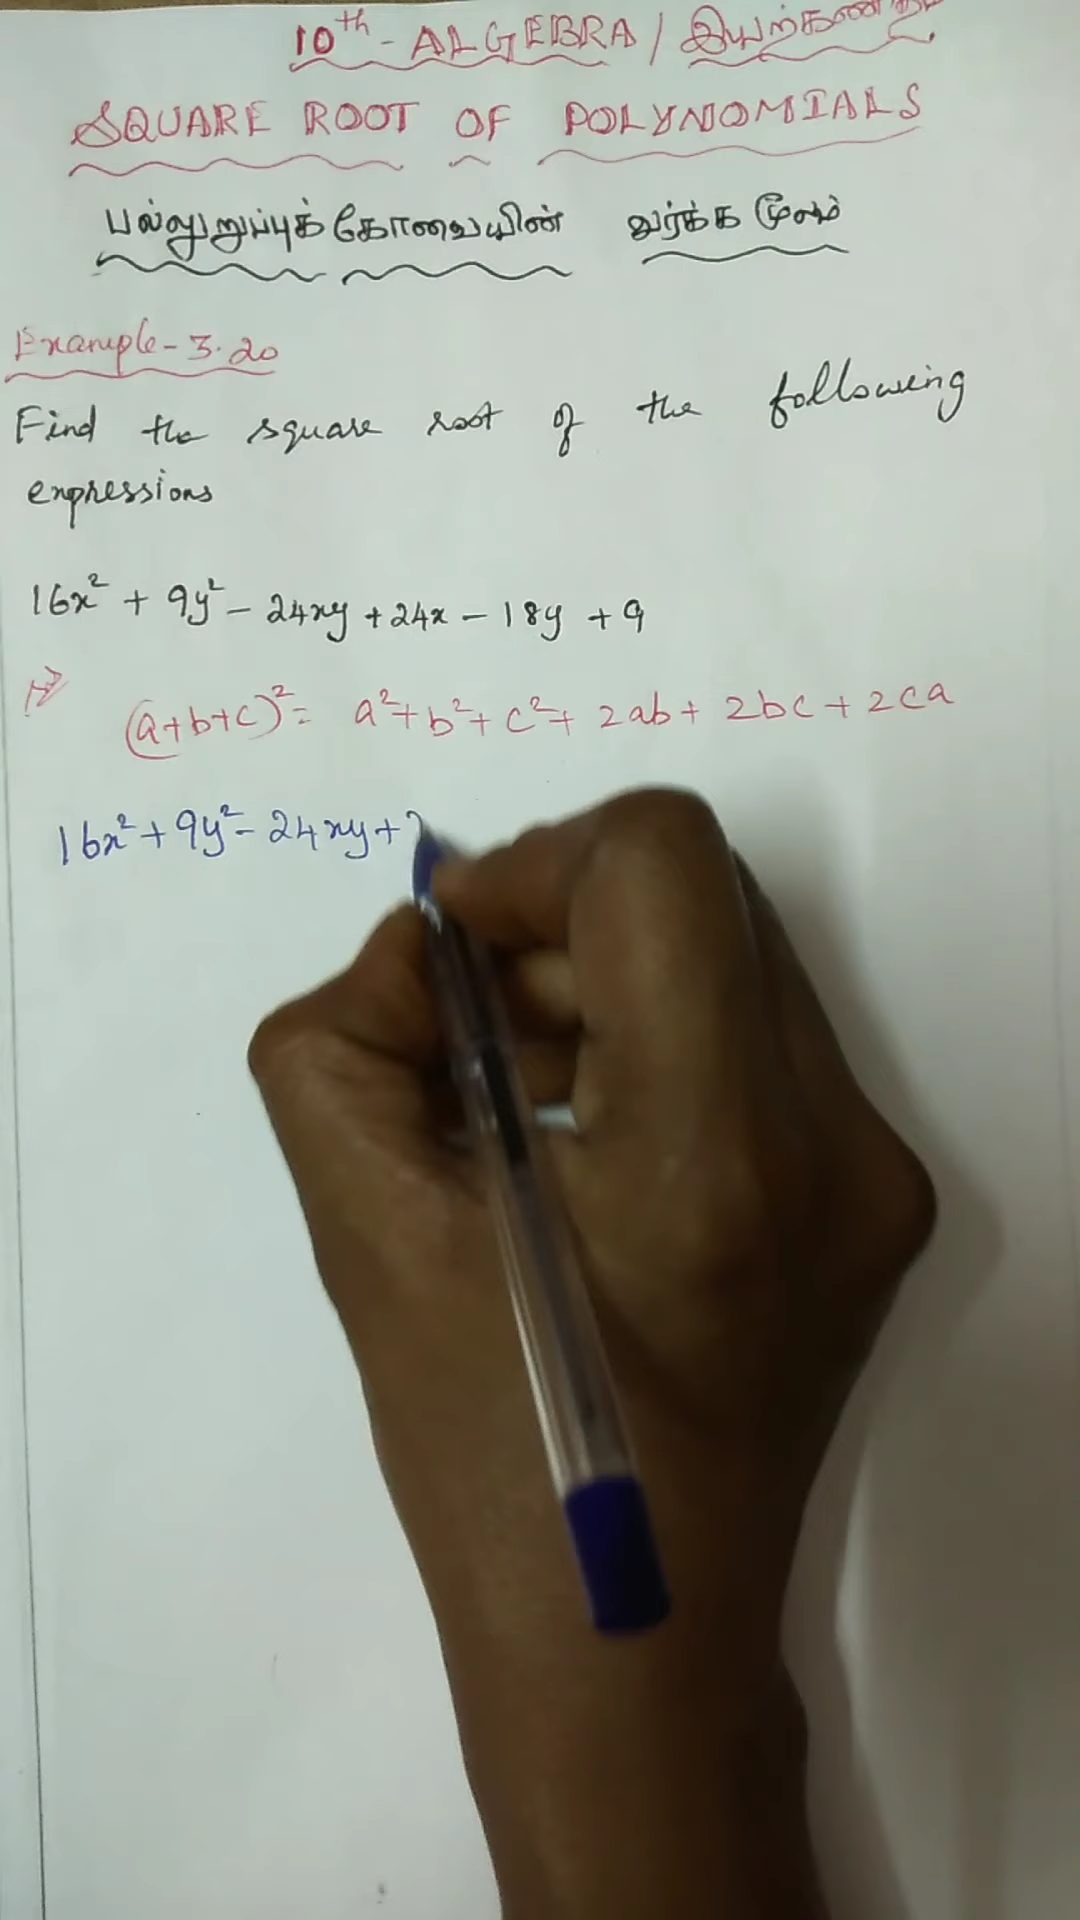 10th - ALGEBRA / இயற்கணிதம்
SQUARE ROOT OF POLYNOMIALS
பல்லுறுப்புக்கோவையின் வர்க்க மூலம்
Example - 3.20
Find the square root of the following
expressions
16x² + 9y² - 24xy + 24x - 18y + 9
(a+b+c)² = a² + b² + c² + 2ab + 2bc + 2ca
16x² + 9y² - 24xy + 2